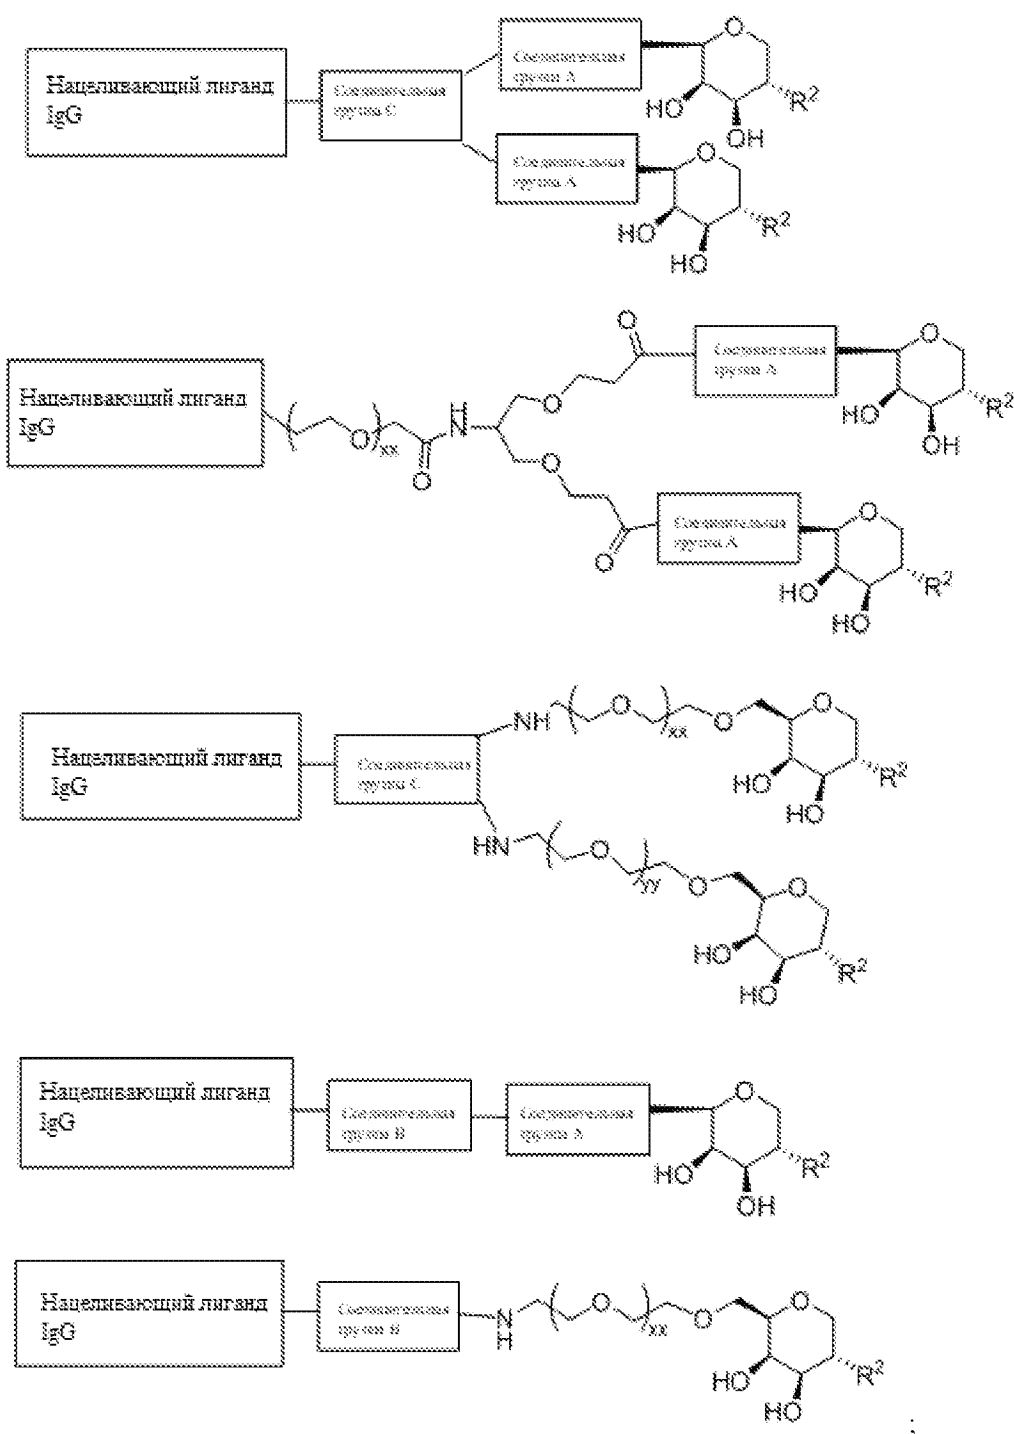 Нацеливающий лиганд
IgG
Соединительная
группа C
Соединительная
группа A
O
HO
OH
R²
Соединительная
группа A
O
HO
HO
R²
Нацеливающий лиганд
IgG
O
xx
O
H
N
O
O
O
Соединительная
группа A
O
HO
OH
R²
O
Соединительная
группа A
O
HO
HO
R²
Нацеливающий лиганд
IgG
Соединительная
группа C
NH
O
xx
O
O
HO
HO
R²
HN
O
yy
O
O
HO
HO
R²
Нацеливающий лиганд
IgG
Соединительная
группа B
Соединительная
группа A
O
HO
OH
R²
Нацеливающий лиганд
IgG
Соединительная
группа B
N
H
O
xx
O
O
HO
HO
R²
;